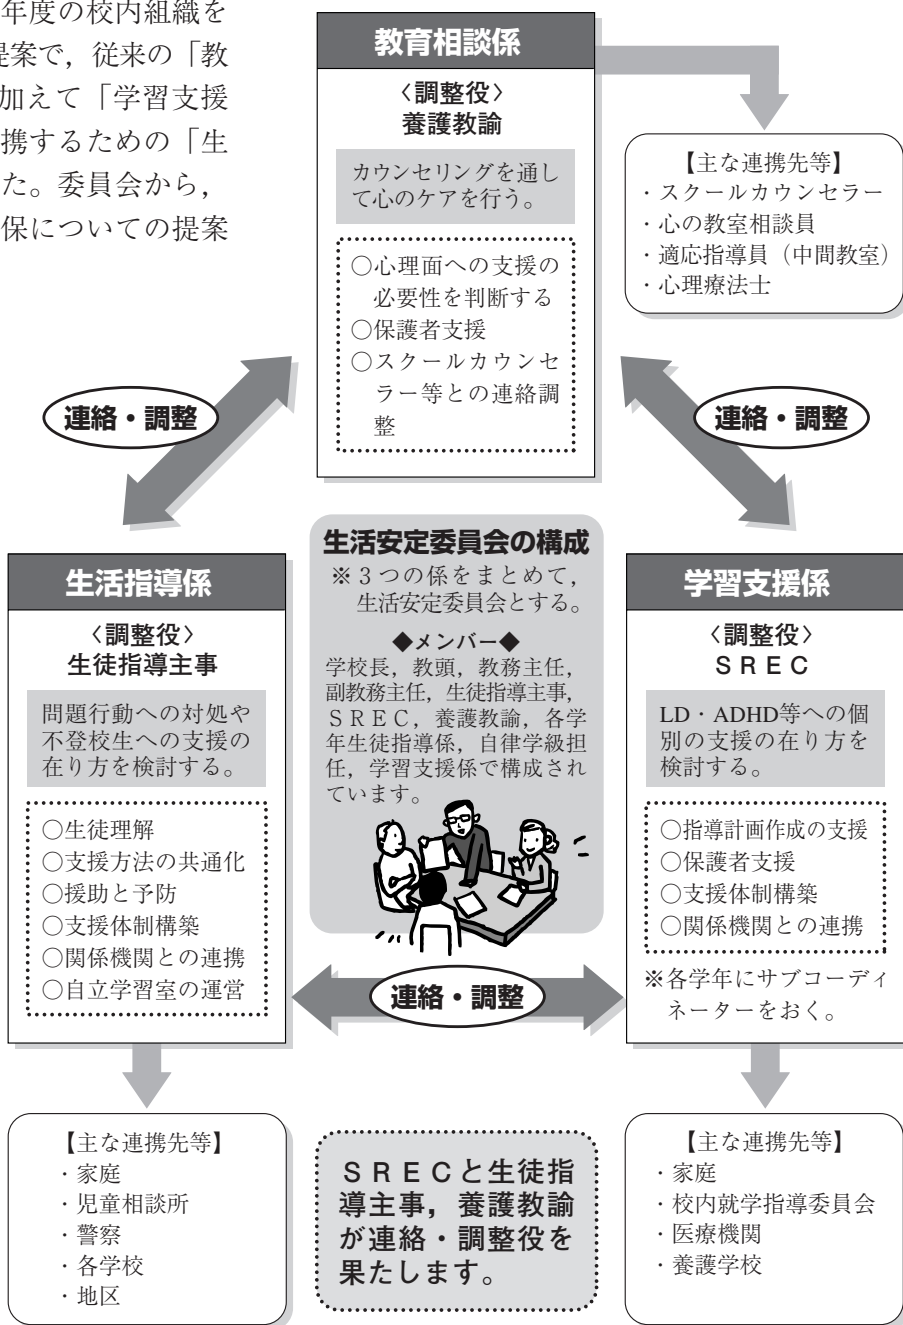 年度の校内組織を
提案で，従来の「教
加えて「学習支援
携するための「生
た。委員会から，
保についての提案
教育相談係
〈調整役〉
養護教諭
カウンセリングを通し
て心のケアを行う。
○心理面への支援の
必要性を判断する
○保護者支援
○スクールカウンセ
ラー等との連絡調
整
【主な連携先等】
・スクールカウンセラー
・心の教室相談員
・適応指導員（中間教室）
・心理療法士
連絡・調整
連絡・調整
生活指導係
〈調整役〉
生徒指導主事
問題行動への対処や
不登校生への支援の
在り方を検討する。
○生徒理解
○支援方法の共通化
○援助と予防
○支援体制構築
○関係機関との連携
○自立学習室の運営
生活安定委員会の構成
※３つの係をまとめて，
生活安定委員会とする。
◆メンバー◆
学校長，教頭，教務主任，
副教務主任，生徒指導主事，
ＳＲＥＣ，養護教諭，各学
年生徒指導係，自律学級担
任，学習支援係で構成され
ています。
学習支援係
〈調整役〉
ＳＲＥＣ
LD・ADHD等への個
別の支援の在り方を
検討する。
○指導計画作成の支援
○保護者支援
○支援体制構築
○関係機関との連携
※各学年にサブコーディ
ネーターをおく。
連絡・調整
【主な連携先等】
・家庭
・児童相談所
・警察
・各学校
・地区
ＳＲＥＣと生徒指
導主事，養護教諭
が連絡・調整役を
果たします。
【主な連携先等】
・家庭
・校内就学指導委員会
・医療機関
・養護学校